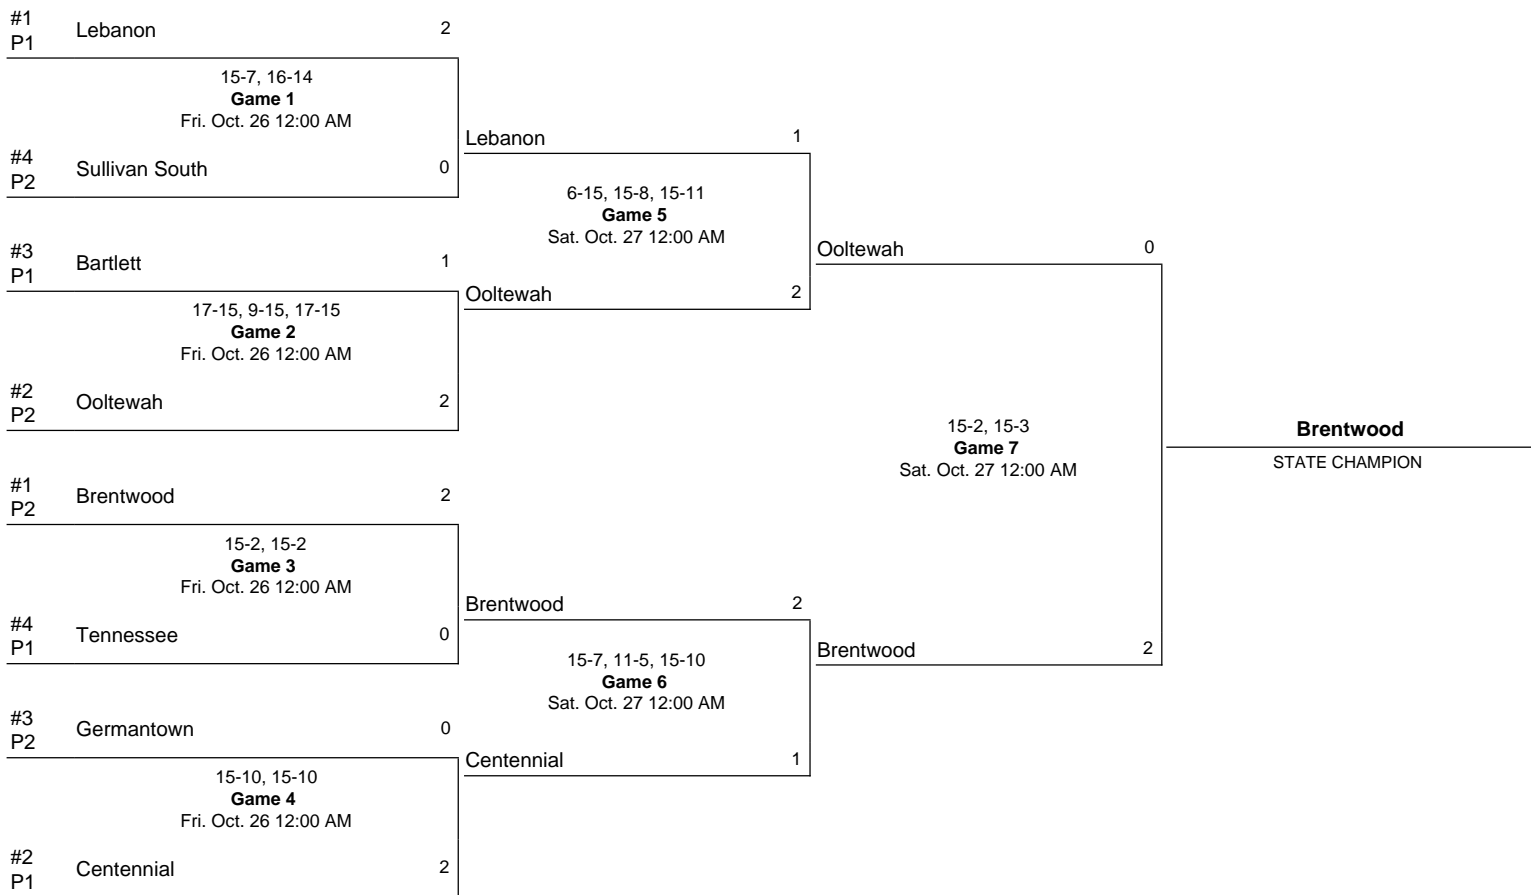 #1
P1
Lebanon 2
15-7, 16-14
Game 1
Fri. Oct. 26 12:00 AM
#4
P2
Sullivan South 0
#3
P1
Bartlett 1
17-15, 9-15, 17-15
Game 2
Fri. Oct. 26 12:00 AM
#2
P2
Ooltewah 2
#1
P2
Brentwood 2
15-2, 15-2
Game 3
Fri. Oct. 26 12:00 AM
#4
P1
Tennessee 0
#3
P2
Germantown 0
15-10, 15-10
Game 4
Fri. Oct. 26 12:00 AM
#2
P1
Centennial 2
Lebanon 1
6-15, 15-8, 15-11
Game 5
Sat. Oct. 27 12:00 AM
Ooltewah 2
Brentwood 2
15-7, 11-5, 15-10
Game 6
Sat. Oct. 27 12:00 AM
Centennial 1
Ooltewah 0
15-2, 15-3
Game 7
Sat. Oct. 27 12:00 AM
Brentwood 2
Brentwood
STATE CHAMPION